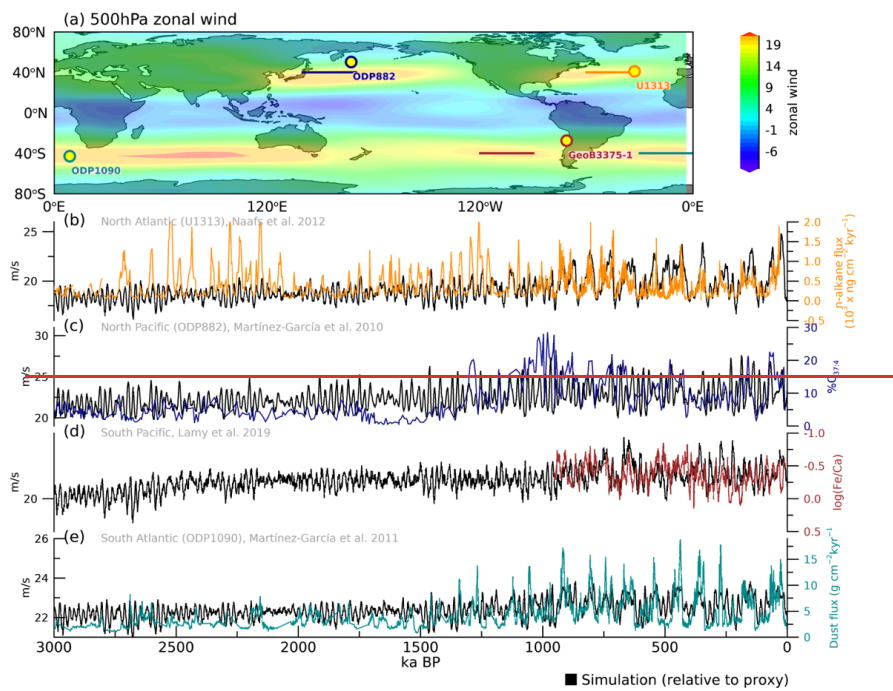 (a) 500hPa zonal wind
80°N
40°N
0°N
40°S
80°S
0°E
120°E
120°W
0°E
ODP882
U1313
GeoB3375-1
ODP1090
19
14
9
4
-1
-6
zonal wind
(b) North Atlantic (U1313), Naafs et al. 2012
25
20
m/s
2.0
1.5
1.0
0.5
0.0
-0.5
n-alkane flux
(10³ x ng cm⁻² kyr⁻¹)
(c) North Pacific (ODP882), Martínez-García et al. 2010
30
25
20
m/s
30
20
10
0
%C37:4
(d) South Pacific, Lamy et al. 2019
20
m/s
-1.0
-0.5
0.0
0.5
log(Fe/Ca)
(e) South Atlantic (ODP1090), Martínez-García et al. 2011
26
24
23
22
m/s
15
10
5
0
Dust flux (g cm⁻²kyr⁻¹)
3000
2500
2000
1500
1000
500
0
ka BP
Simulation (relative to proxy)